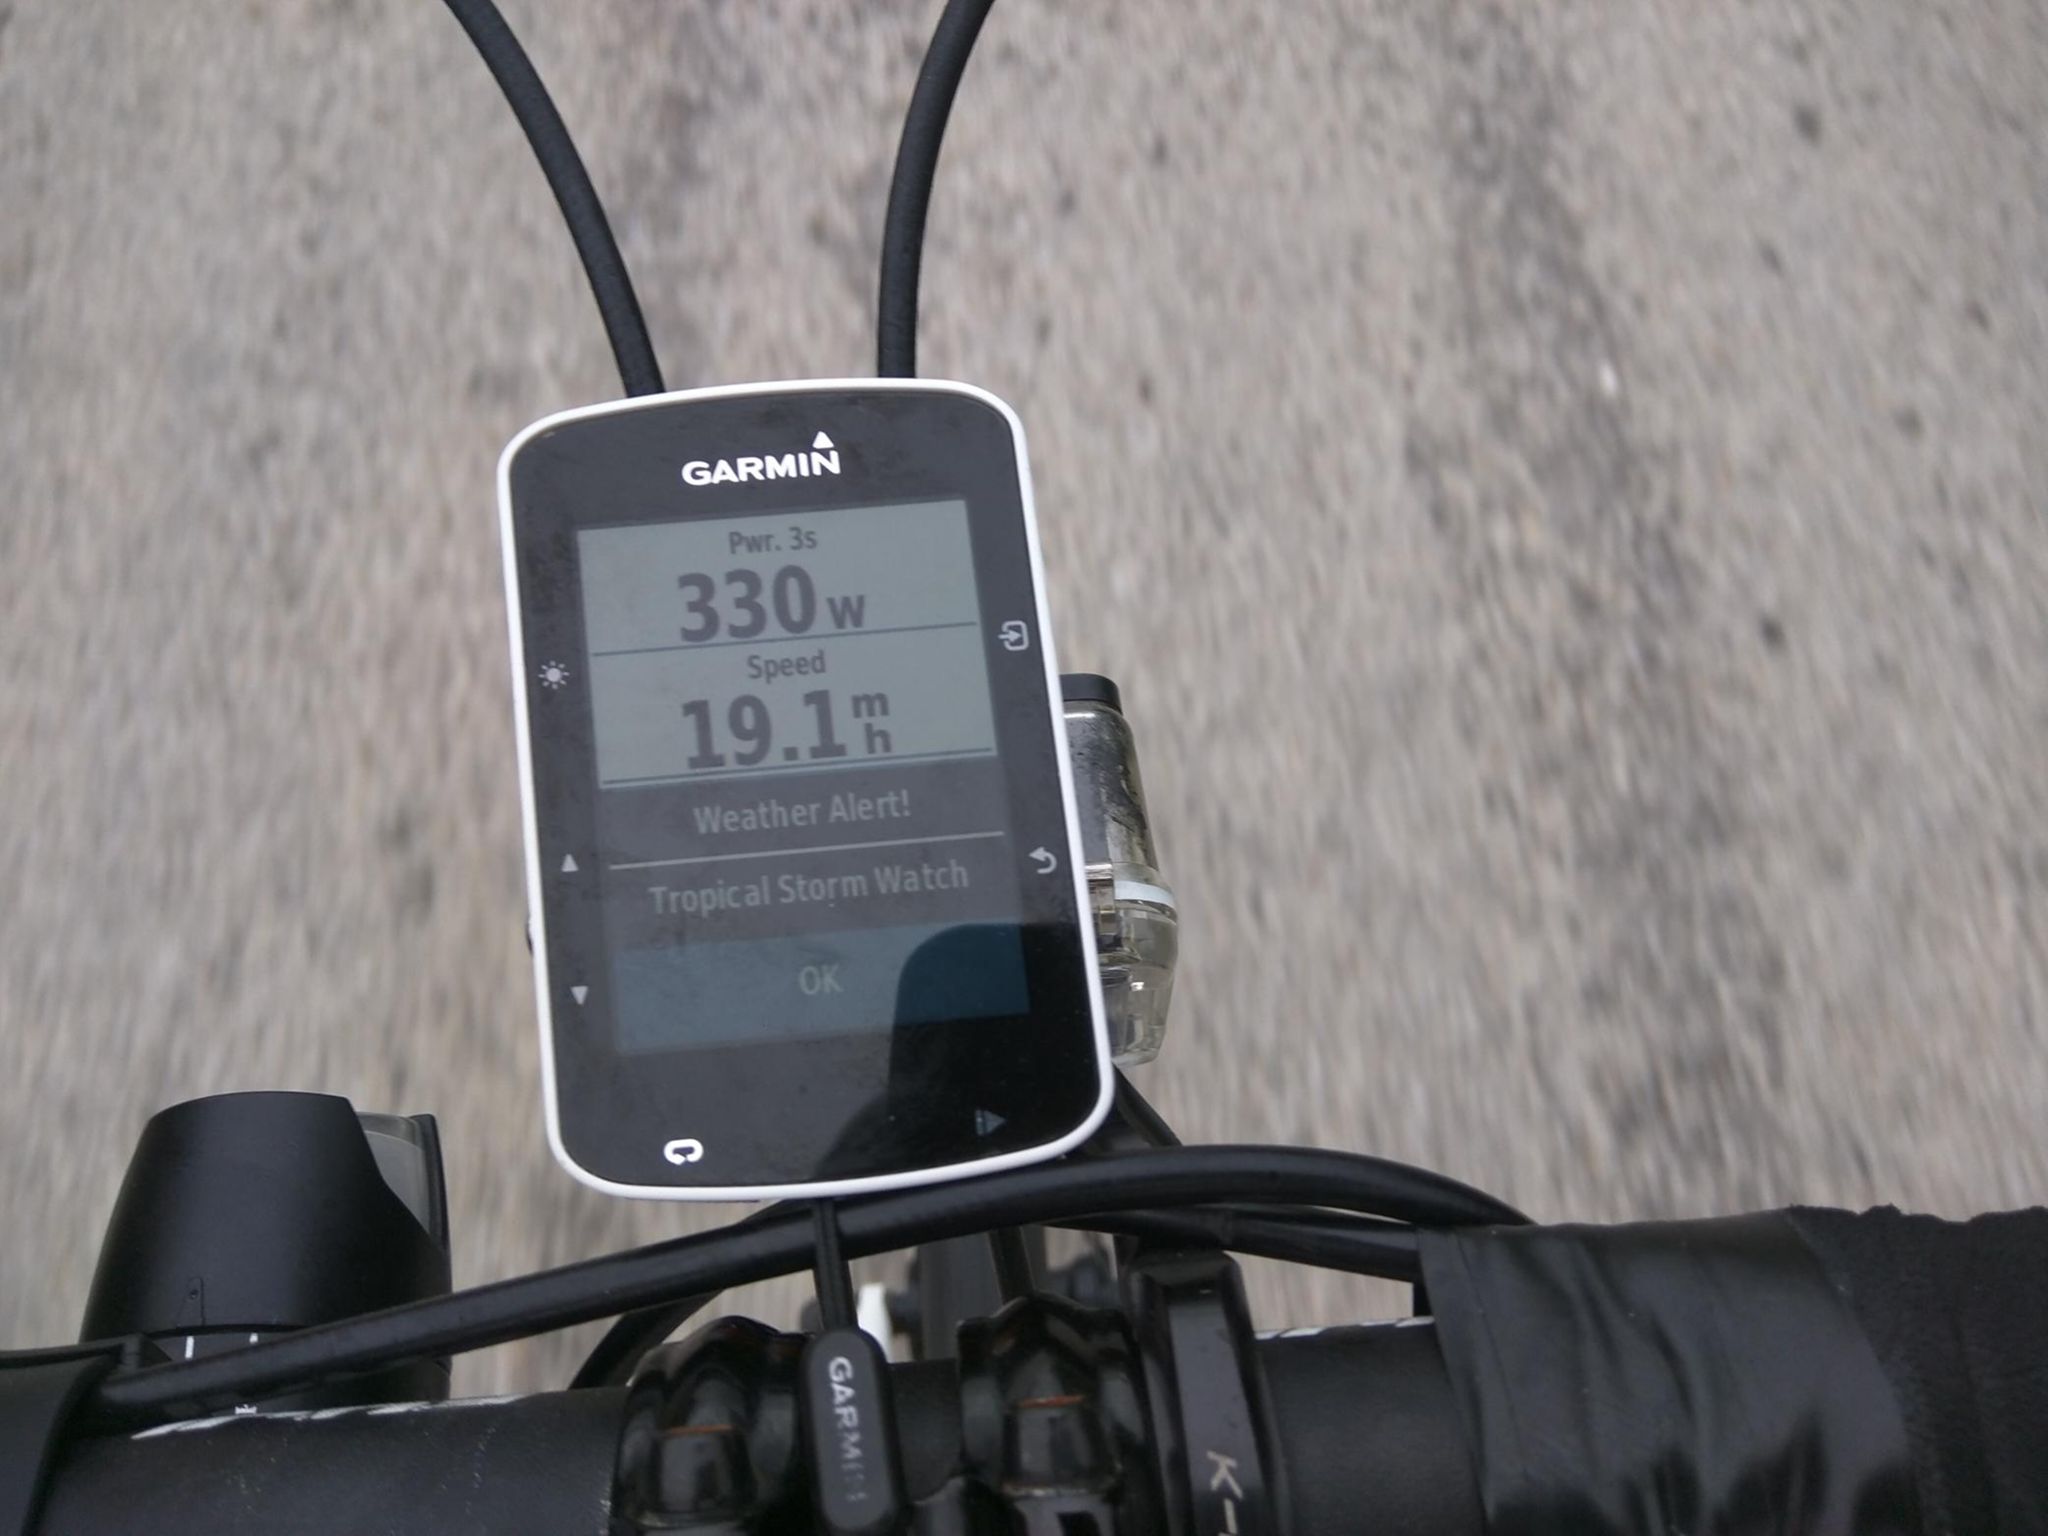 GARMIN
Pwr. 3s
330 w
Speed
19.1 m
h
Weather Alert!
Tropical Storm Watch
OK
GARMIN
K-